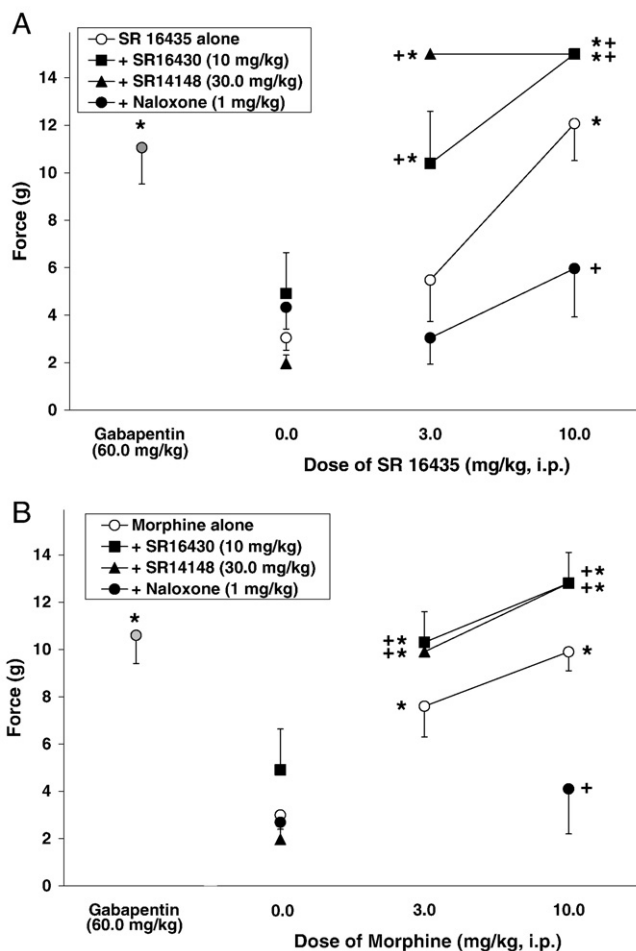 A
SR 16435 alone
+ SR16430 (10 mg/kg)
+ SR14148 (30.0 mg/kg)
+ Naloxone (1 mg/kg)
Force (g)
14
12
10
8
6
4
2
0
*
+*
+*
*+
*+
*
+
Gabapentin
(60.0 mg/kg)
0.0
3.0
10.0
Dose of SR 16435 (mg/kg, i.p.)
B
Morphine alone
+ SR16430 (10 mg/kg)
+ SR14148 (30.0 mg/kg)
+ Naloxone (1 mg/kg)
Force (g)
14
12
10
8
6
4
2
0
*
+*
+*
*
+*
+*
*
+
Gabapentin
(60.0 mg/kg)
0.0
3.0
10.0
Dose of Morphine (mg/kg, i.p.)